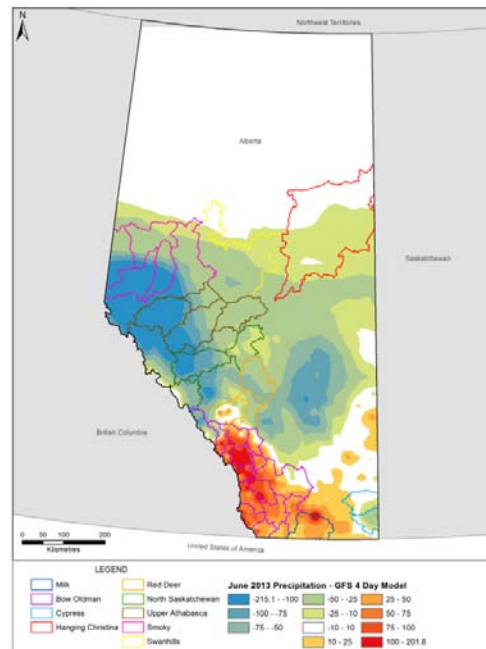 N
Northwest Territories
Alberta
Saskatchewan
British Columbia
0 50 100 200
Kilometres
United States of America
LEGEND
Milk
Bow Oldman
Cypress
Hanging Christina
Red Deer
North Saskatchewan
Upper Athabasca
Smoky
Swanhills
June 2013 Precipitation - GFS 4 Day Model
-215.1 - -100
-100 - -75
-75 - -50
-50 - -25
-25 - -10
-10 - 10
10 - 25
25 - 50
50 - 75
75 - 100
100 - 201.8